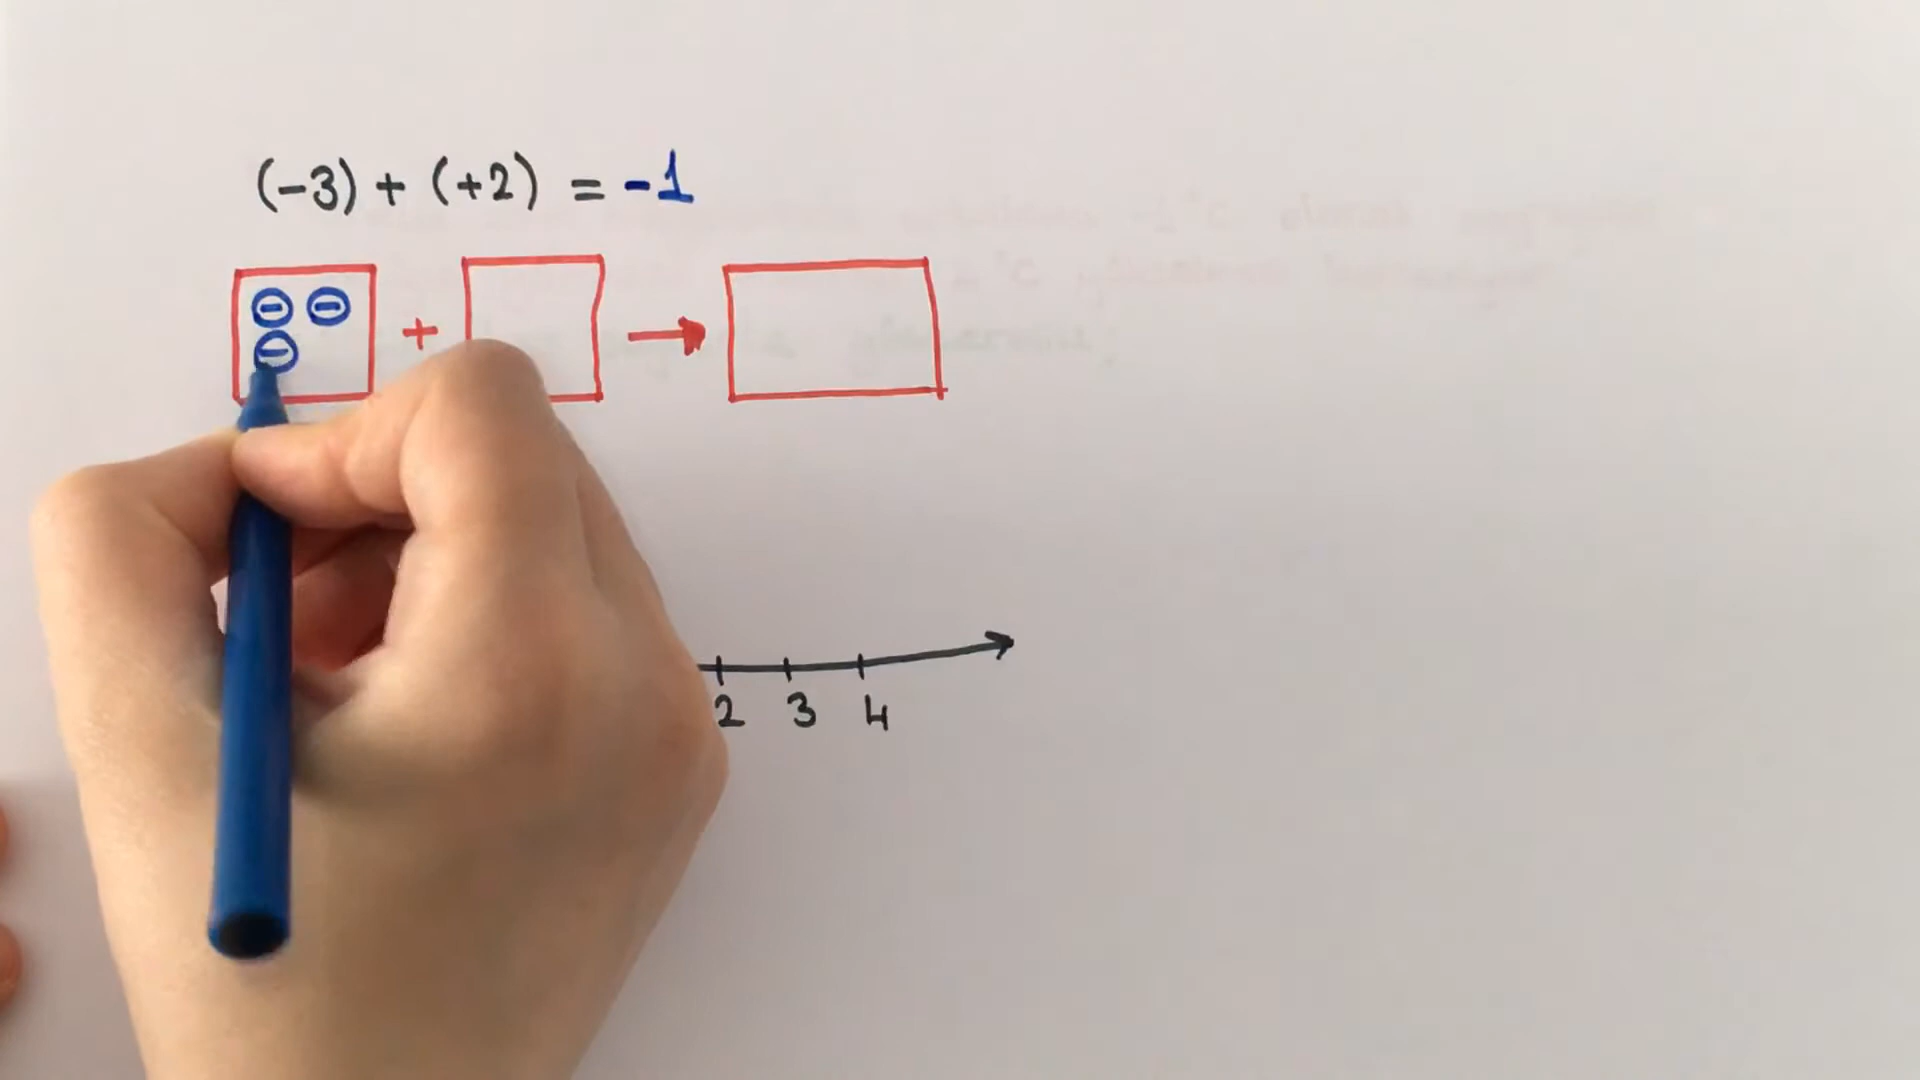 (-3) + (+2) = -1
⊖ ⊖ + →
⊖
2 3 4